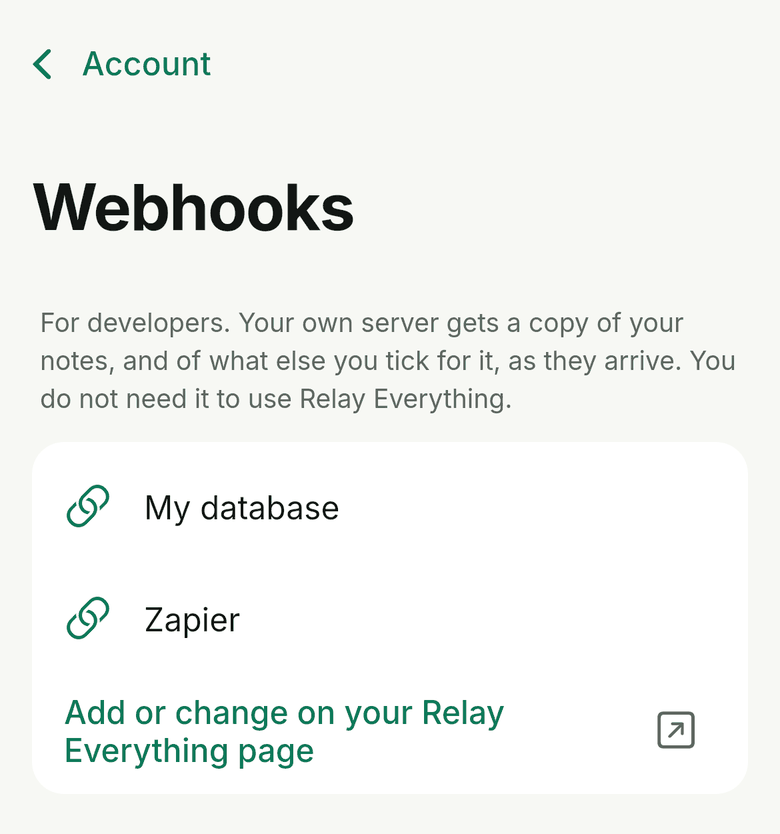 Account
Webhooks
For developers. Your own server gets a copy of your
notes, and of what else you tick for it, as they arrive. You
do not need it to use Relay Everything.
My database
Zapier
Add or change on your Relay
Everything page